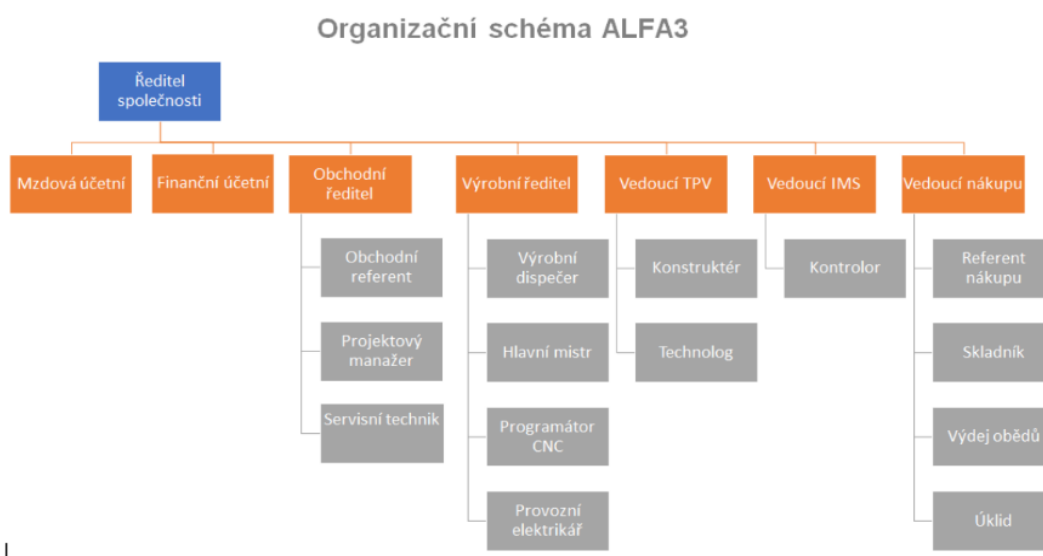 Organizační schéma ALFA3
Ředitel
společnosti
Mzdová účetní
Finanční účetní
Obchodní
ředitel
Výrobní ředitel
Vedoucí TPV
Vedoucí IMS
Vedoucí nákupu
Obchodní
referent
Projektový
manažer
Servisní technik
Výrobní
dispečer
Hlavní mistr
Programátor
CNC
Provozní
elektrikář
Konstruktér
Technolog
Kontrolor
Referent
nákupu
Skladník
Výdej obědů
Úklid